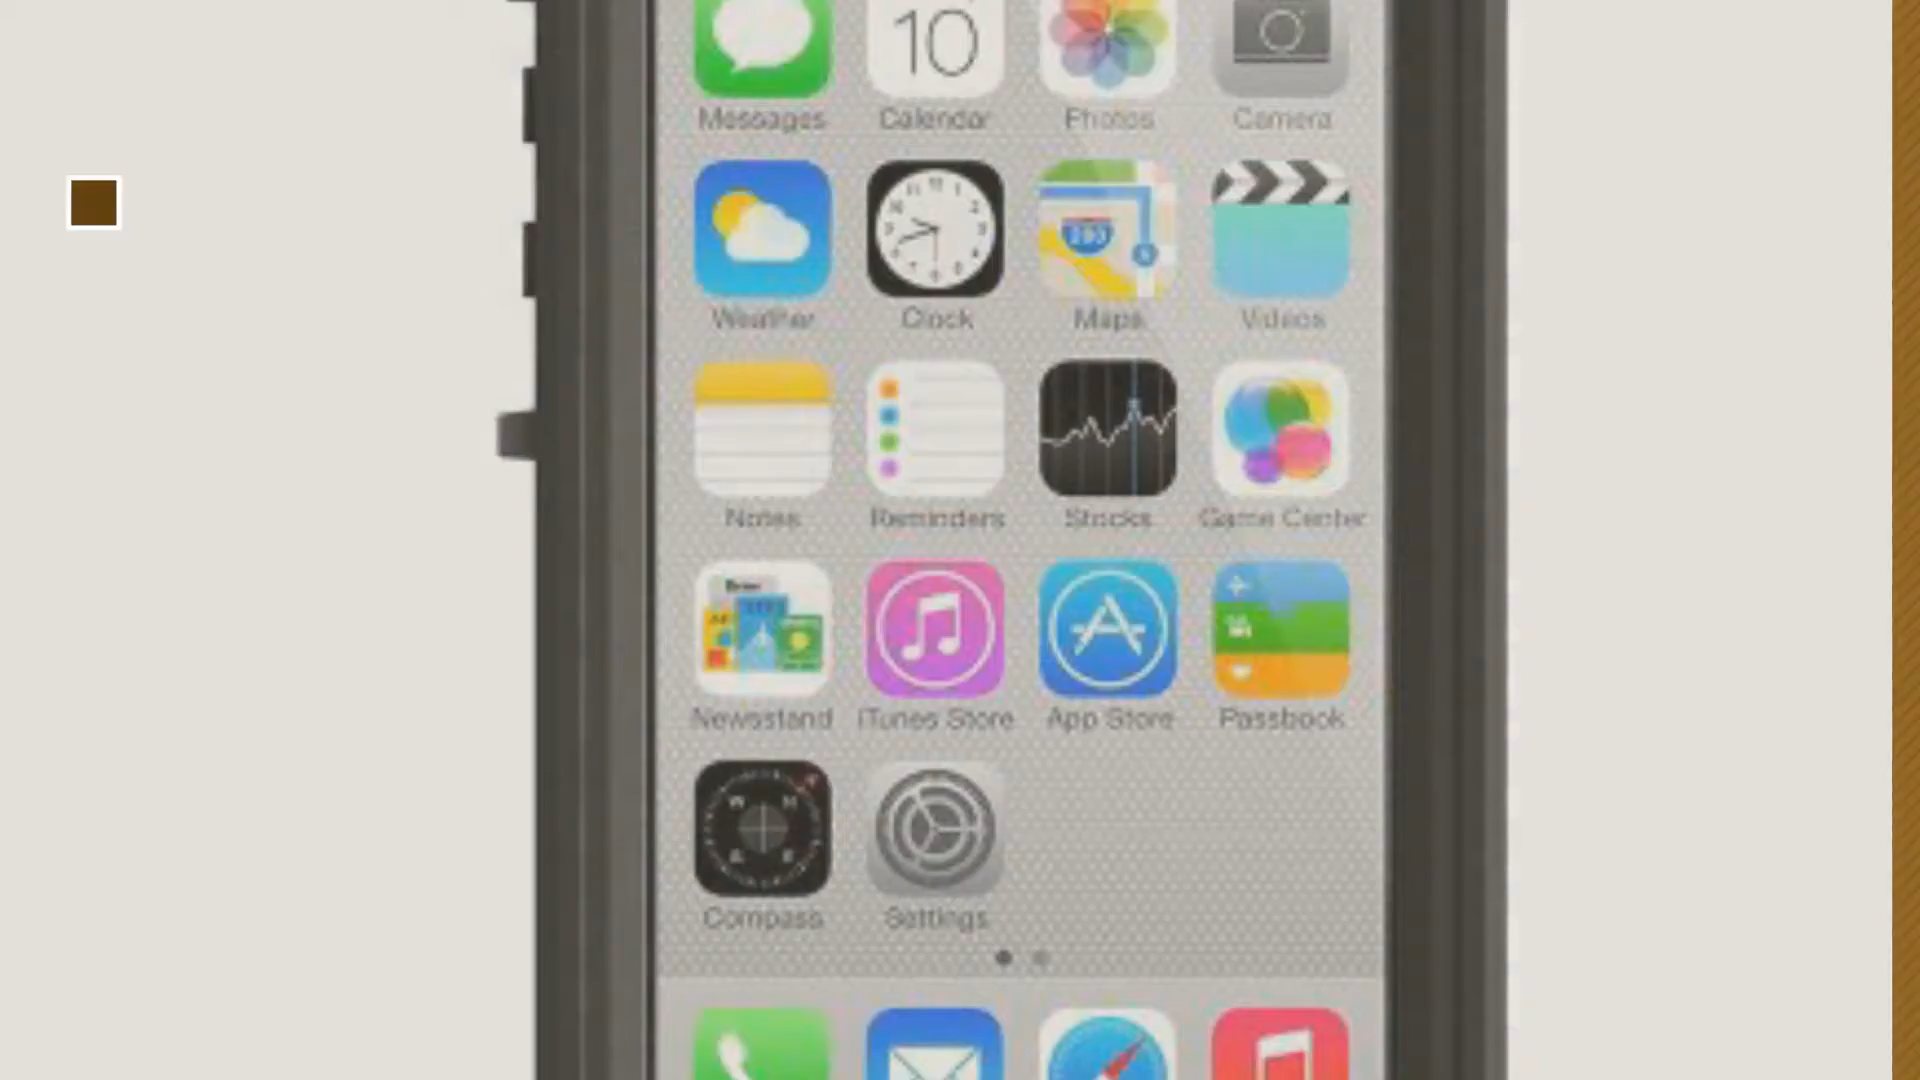 10
Messages Calendar Photos Camera
Weather Clock Maps Videos
Notes Reminders Stocks Game Center
Newsstand iTunes Store App Store Passbook
Compass Settings